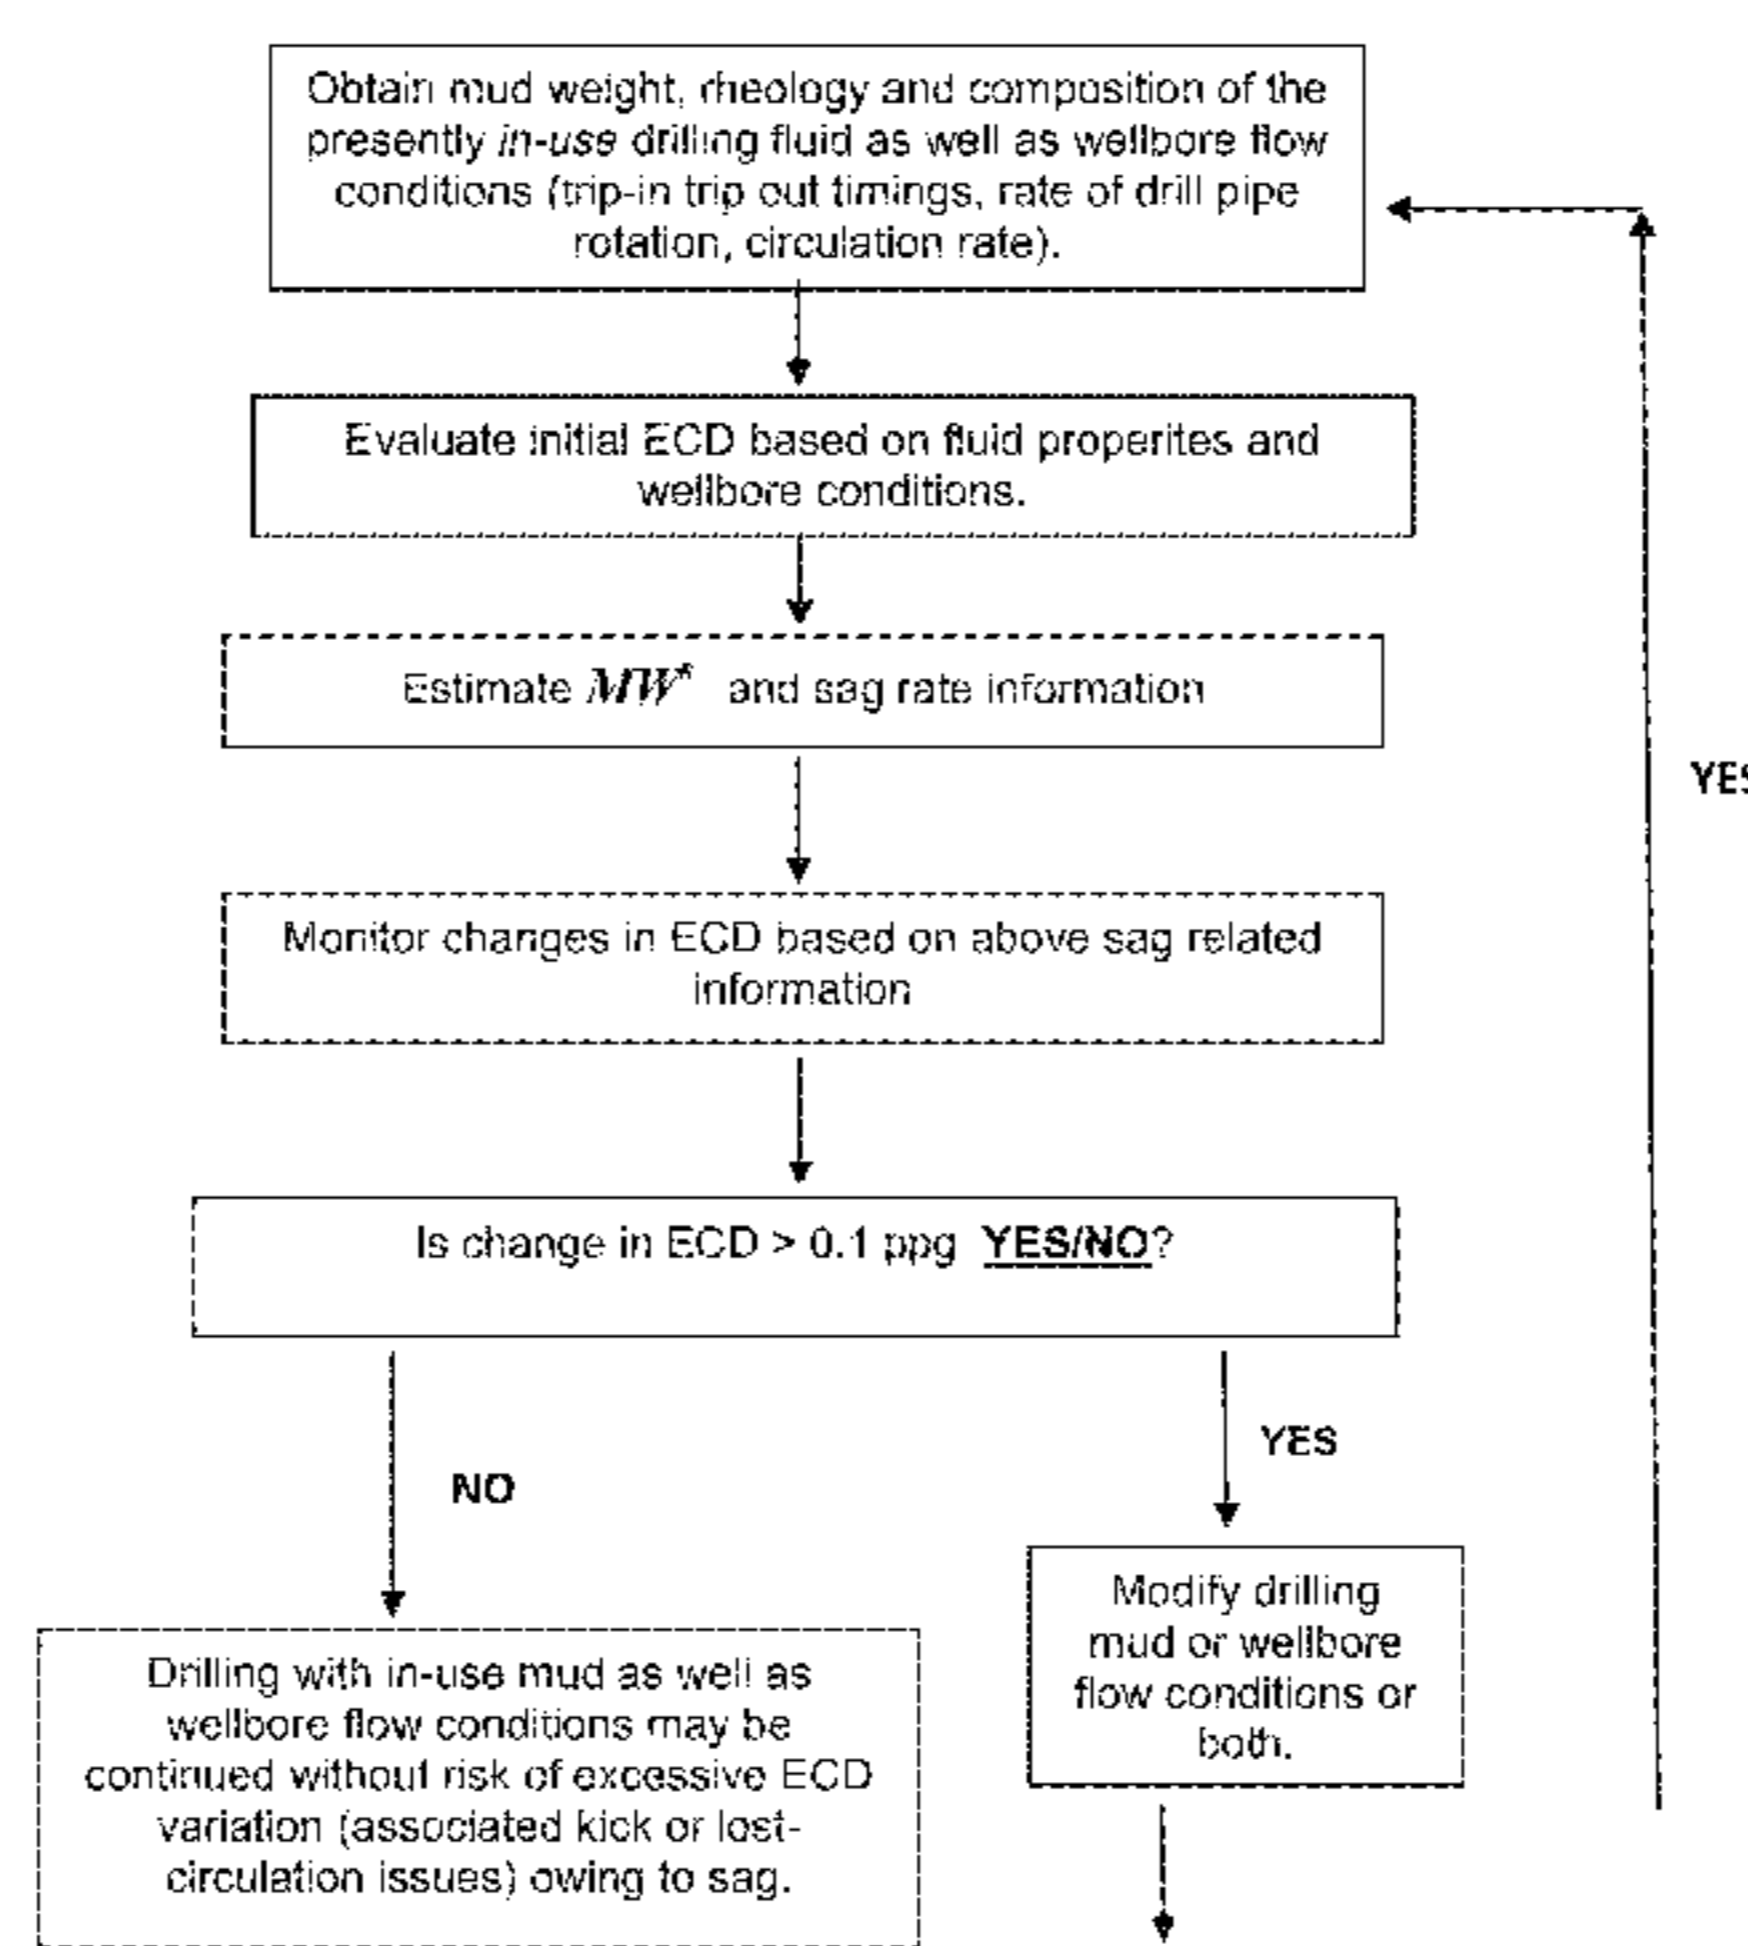 Obtain mud weight, rheology and composition of the
presently in-use drilling fluid as well as wellbore flow
conditions (trip-in trip out timings, rate of drill pipe
rotation, circulation rate).
Evaluate initial ECD based on fluid properites and
wellbore conditions.
Estimate MW* and sag rate information
YES
Monitor changes in ECD based on above sag related
information
Is change in ECD > 0.1 ppg YES/NO?
YES
NO
Modify drilling
mud or wellbore
flow conditions or
both.
Drilling with in-use mud as well as
wellbore flow conditions may be
continued without risk of excessive ECD
variation (associated kick or lost-
circulation issues) owing to sag.